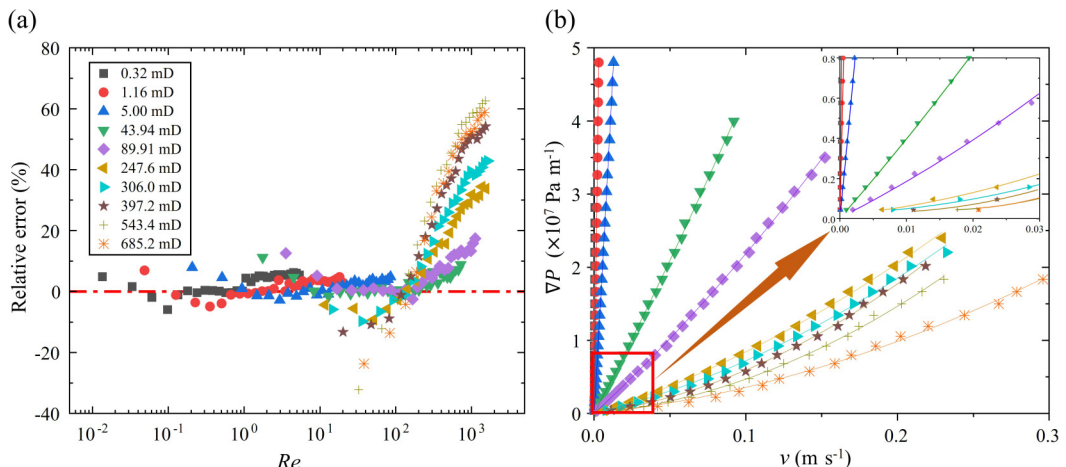 (a)
80
60
40
20
0
-20
-40
Relative error (%)
0.32 mD
1.16 mD
5.00 mD
43.94 mD
89.91 mD
247.6 mD
306.0 mD
397.2 mD
543.4 mD
685.2 mD
10⁻² 10⁻¹ 10⁰ 10¹ 10² 10³
Re
(b)
5
4
3
2
1
0
∇P (×10⁷ Pa m⁻¹)
0.8
0.6
0.4
0.2
0.0
0.00 0.01 0.02 0.03
0.0 0.1 0.2 0.3
v (m s⁻¹)